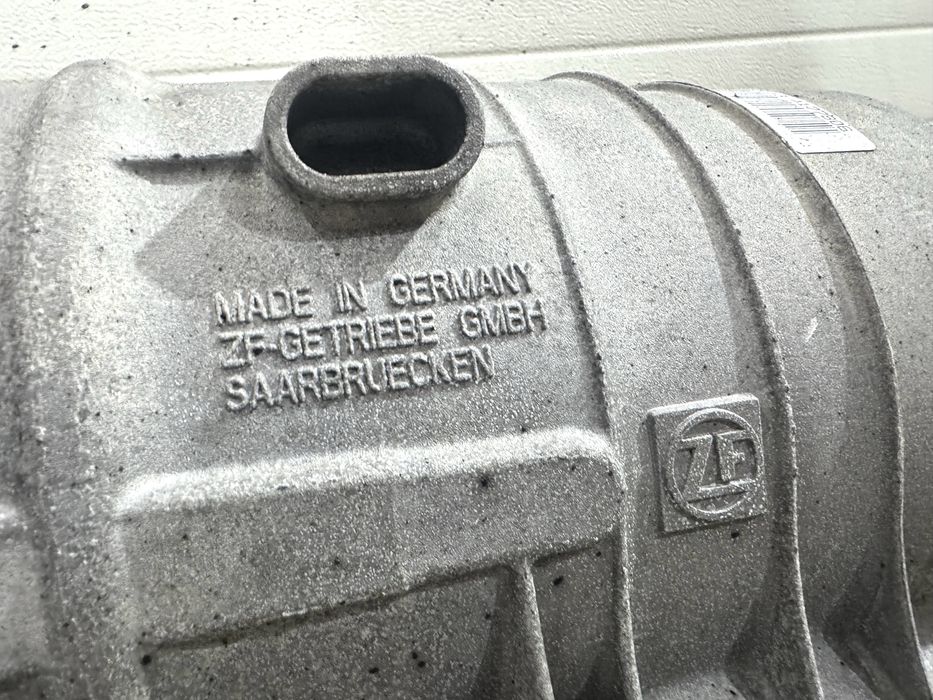 MADE IN GERMANY
ZF-GETRIEBE GMBH
SAARBRUECKEN
ZF